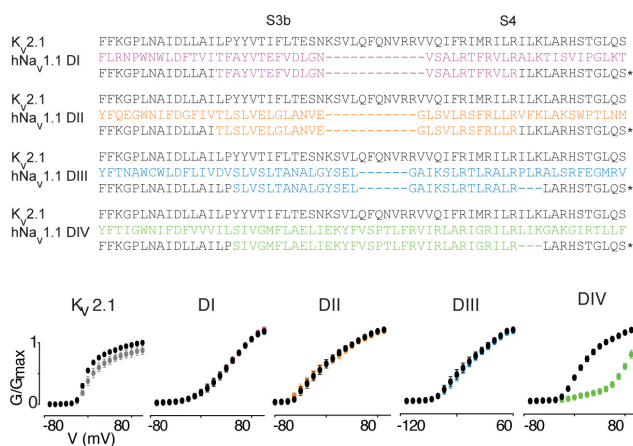 S3b S4
Kv2.1 FFKGPLNAIDLLAILPYYVTIFLTESNKSVLQFQNVRRVVQIFRIMRILRILKLARHSTGLQS
hNav1.1 DI FLRNPWNWLDFTVITFAYVTEFVDLGN------------VSALRTFRVLRALKTISVIPGLKT
FFKGPLNAIDLLAITFAYVTEFVDLGN------------VSALRTFRVLRILKLARHSTGLQS*
Kv2.1 FFKGPLNAIDLLAILPYYVTIFLTESNKSVLQFQNVRRVVQIFRIMRILRILKLARHSTGLQS
hNav1.1 DII YFQEGWNIFDGFIVTLSLVELGLANVE-----------GLSVLRSFRLLRVFKLAKSWPTLNM
FFKGPLNAIDLLAITLSLVELGLANVE-----------GLSVLRSFRLLRILKLARHSTGLQS*
Kv2.1 FFKGPLNAIDLLAILPYYVTIFLTESNKSVLQFQNVRRVVQIFRIMRILRILKLARHSTGLQS
hNav1.1 DIII YFTNAWCWLDFLIVDVSLVSLTANALGYSEL------GAIKSLRTLRALRPLRALSRFEGMRV
FFKGPLNAIDLLAILPSLVSLTANALGYSEL------GAIKSLRTLRALR---LARHSTGLQS*
Kv2.1 FFKGPLNAIDLLAILPYYVTIFLTESNKSVLQFQNVRRVVQIFRIMRILRILKLARHSTGLQS
hNav1.1 DIV YFTIGWNIFDFVVVILSIVGMFLAELIEKYFVSPTLFRVIRLARIGRILRLIKGAKGIRTLLF
FFKGPLNAIDLLAILPSIVGMFLAELIEKYFVSPTLFRVIRLARIGRILR---LARHSTGLQS*
Kv2.1 DI DII DIII DIV
G/Gmax
1
0
-80 80 -80 80 -80 80 -120 60 -80 80
V (mV)